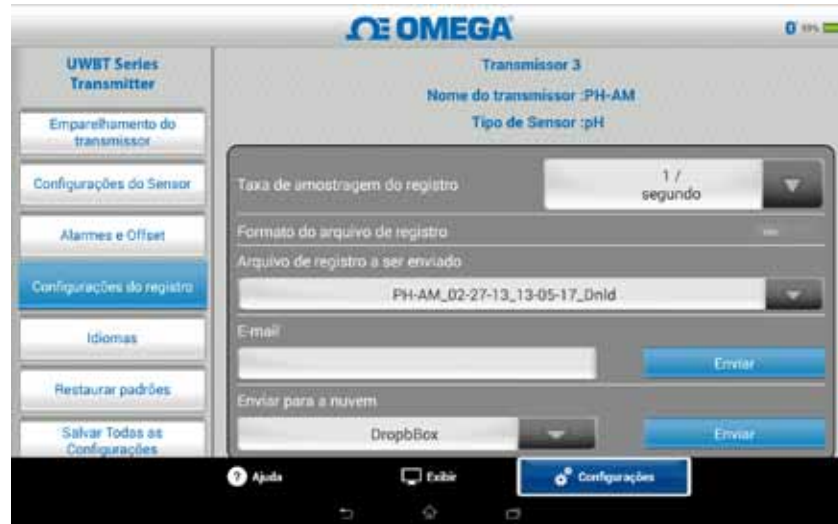 OMEGA
UWBT Series
Transmitter
Emparelhamento do
transmissor
Configurações do Sensor
Alarmes e Offset
Configurações do registro
Idiomas
Restaurar padrões
Salvar Todas as
Configurações
Transmissor 3
Nome do transmissor :PH-AM
Tipo de Sensor :pH
Taxa de amostragem do registro
1 /
segundo
Formato do arquivo de registro
Arquivo de registro a ser enviado
PH-AM_02-27-13_13-05-17_Dnld
E-mail
Enviar
Enviar para a nuvem
DropbBox
Enviar
? Ajuda
Exibir
Configurações